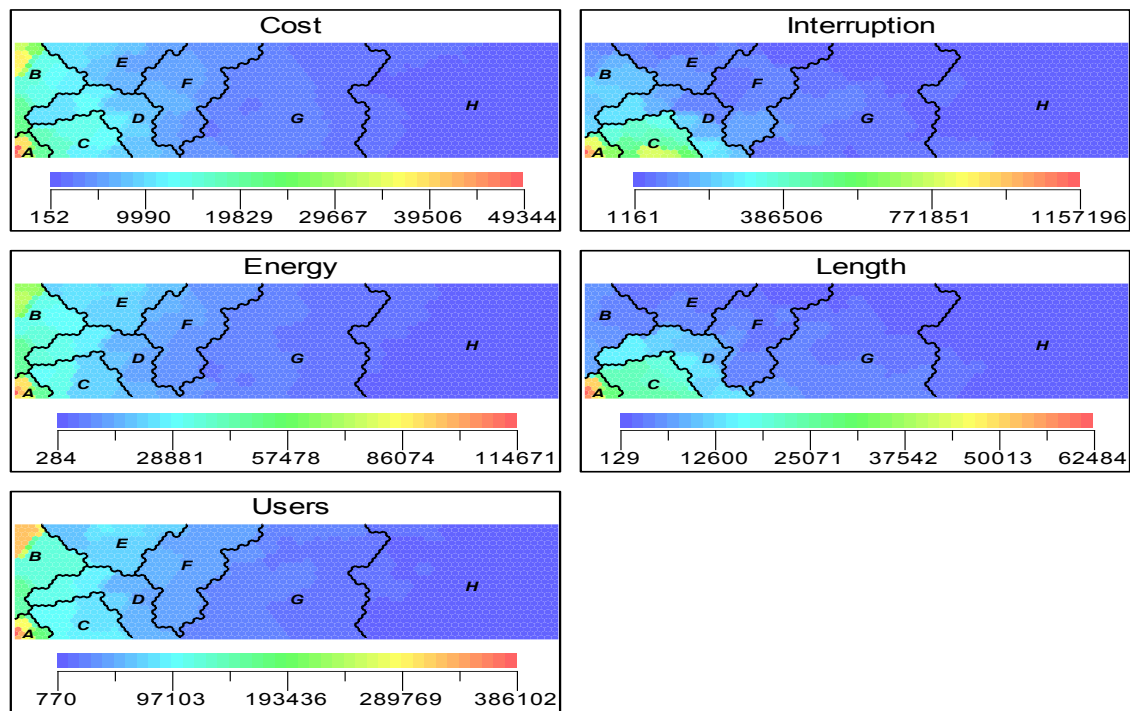 Cost
B
E
F
D
G
H
C
A
152 9990 19829 29667 39506 49344
Interruption
B
E
F
D
G
H
C
A
1161 386506 771851 1157196
Energy
B
E
F
D
G
H
C
A
284 28881 57478 86074 114671
Length
B
E
F
D
G
H
C
A
129 12600 25071 37542 50013 62484
Users
B
E
F
D
G
H
C
A
770 97103 193436 289769 386102